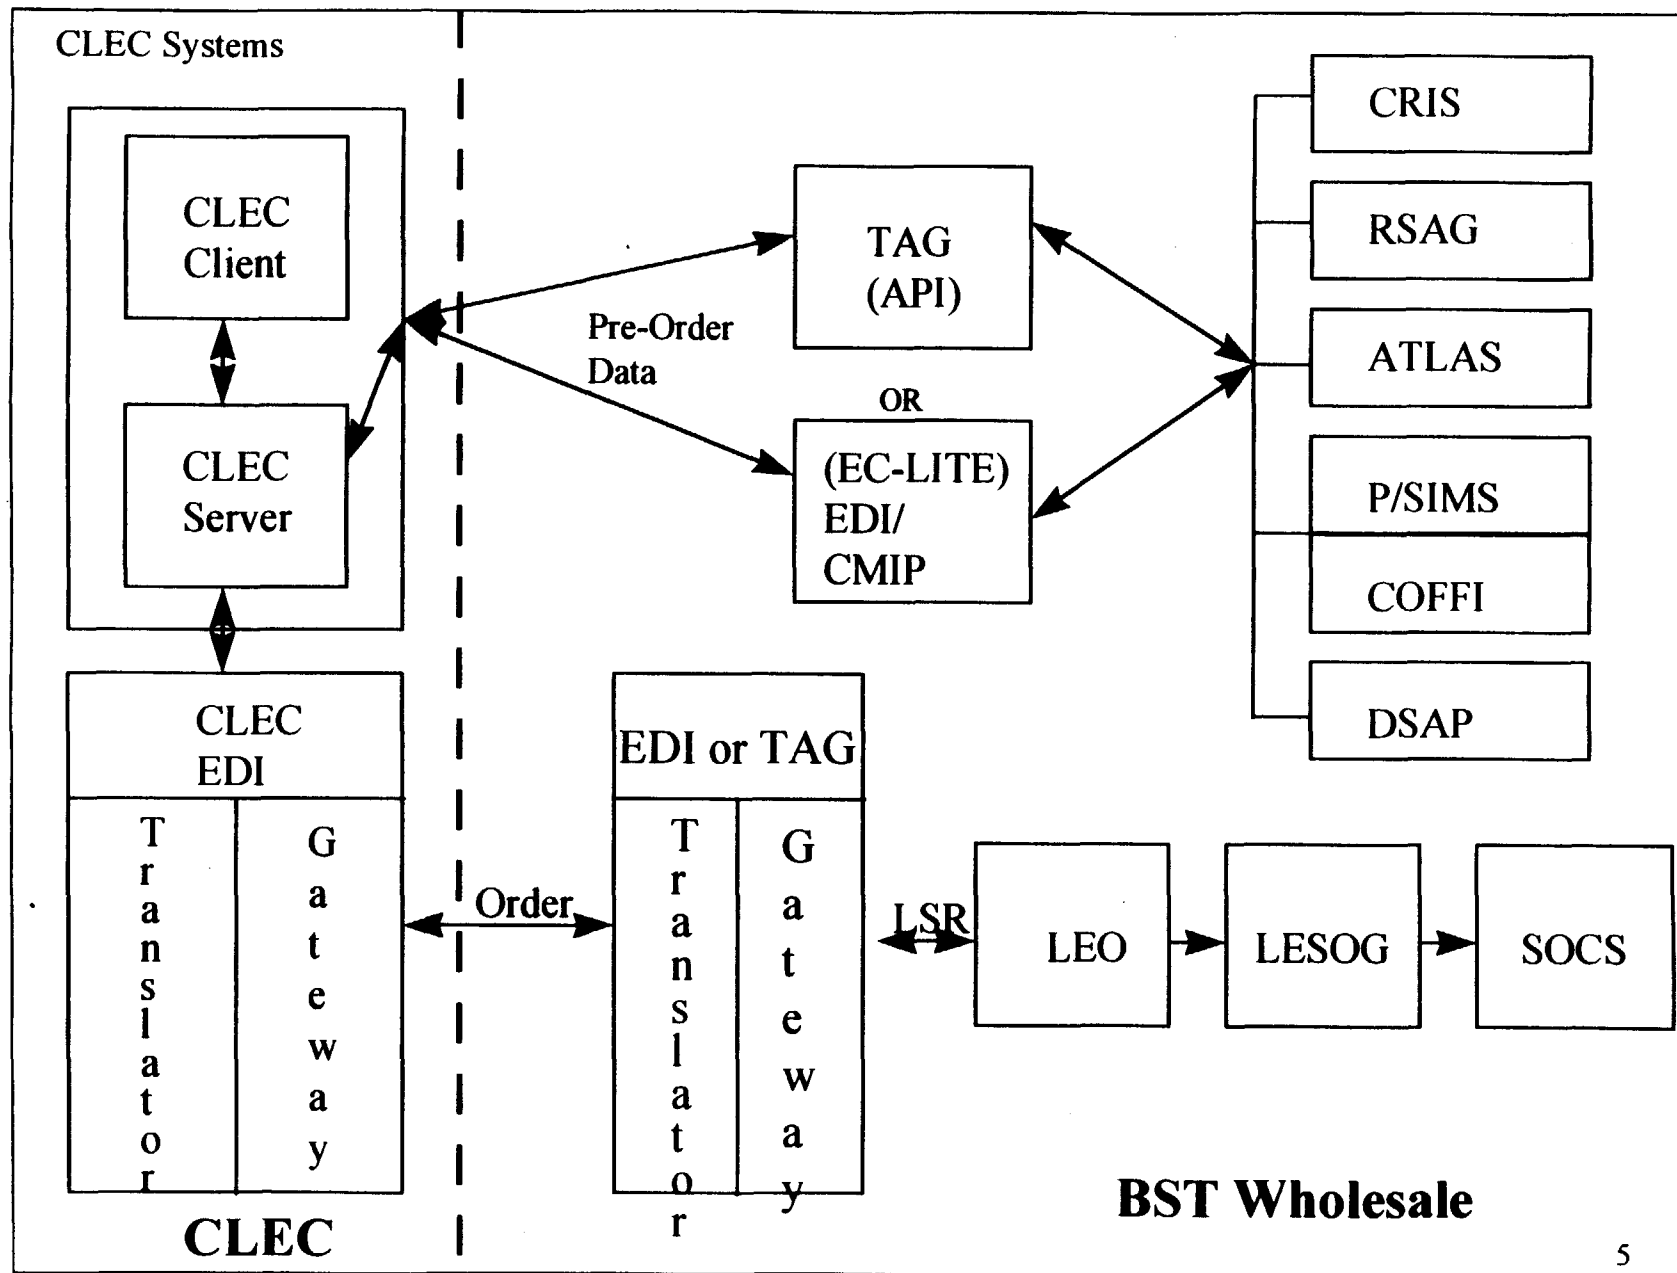 CLEC Systems
CLEC
Client
CLEC
Server
Pre-Order
Data
TAG
(API)
OR
(EC-LITE)
EDI/
CMIP
CRIS
RSAG
ATLAS
P/SIMS
COFFI
DSAP
CLEC
EDI
Translator
Gateway
Order
EDI or TAG
Translator
Gateway
LSR
LEO
LESOG
SOCS
CLEC
BST Wholesale
5